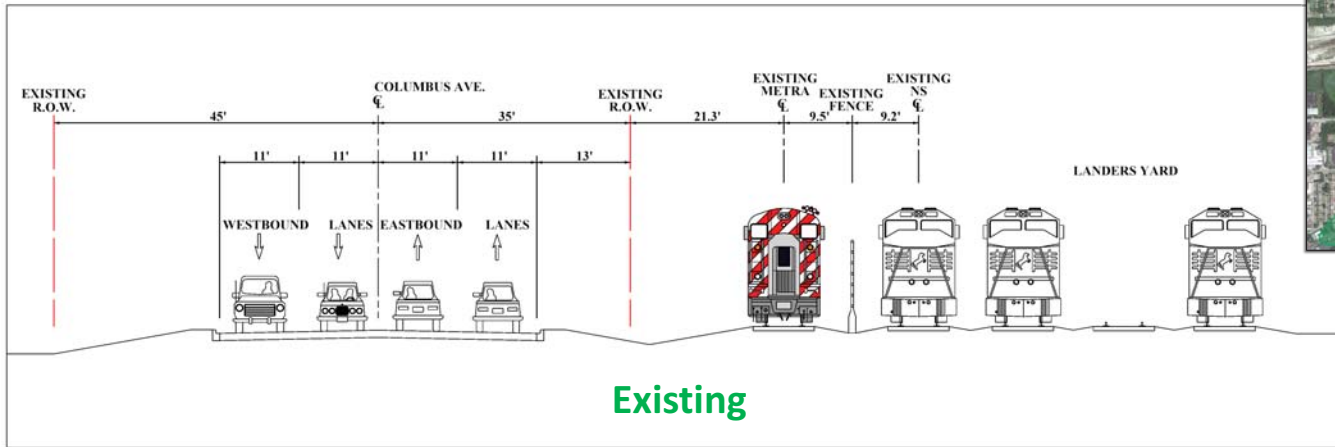 EXISTING
R.O.W.
COLUMBUS AVE.
℄
EXISTING
R.O.W.
EXISTING
METRA
℄
EXISTING
FENCE
EXISTING
NS
℄
45'
35'
21.3'
9.5'
9.2'
11'
11'
11'
11'
13'
LANDERS YARD
WESTBOUND LANES
EASTBOUND LANES
Existing